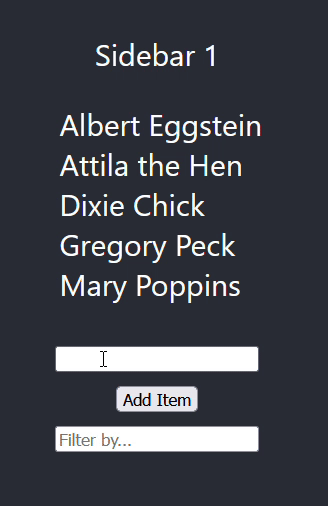 Sidebar 1
Albert Eggstein
Attila the Hen
Dixie Chick
Gregory Peck
Mary Poppins
Add Item
Filter by...